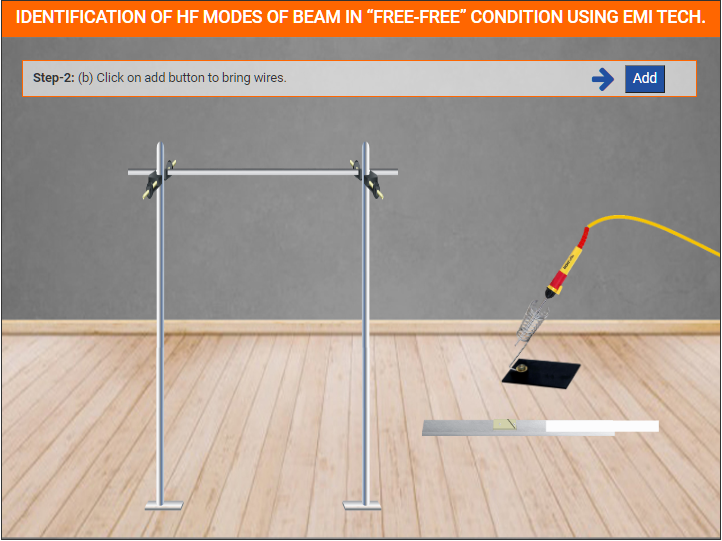 IDENTIFICATION OF HF MODES OF BEAM IN “FREE-FREE” CONDITION USING EMI TECH.
Step-2: (b) Click on add button to bring wires.
Add